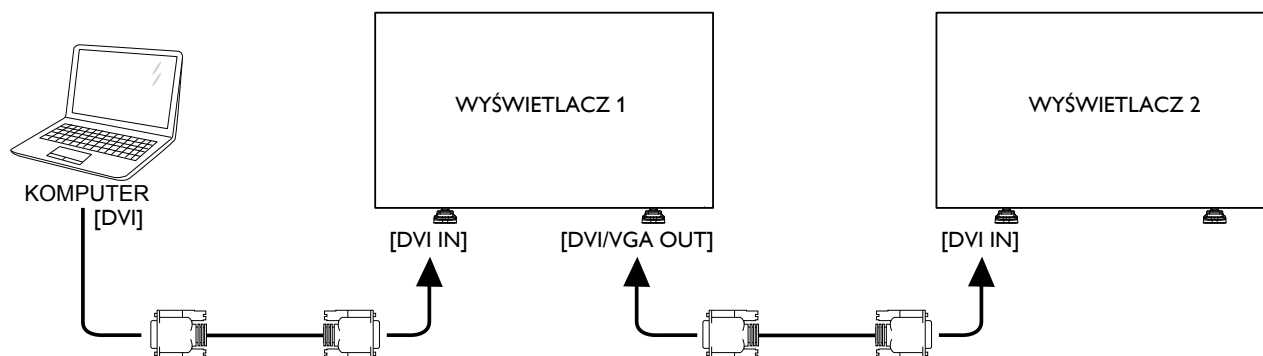 WYŚWIETLACZ 1
WYŚWIETLACZ 2
KOMPUTER
[DVI]
[DVI IN]
[DVI/VGA OUT]
[DVI IN]